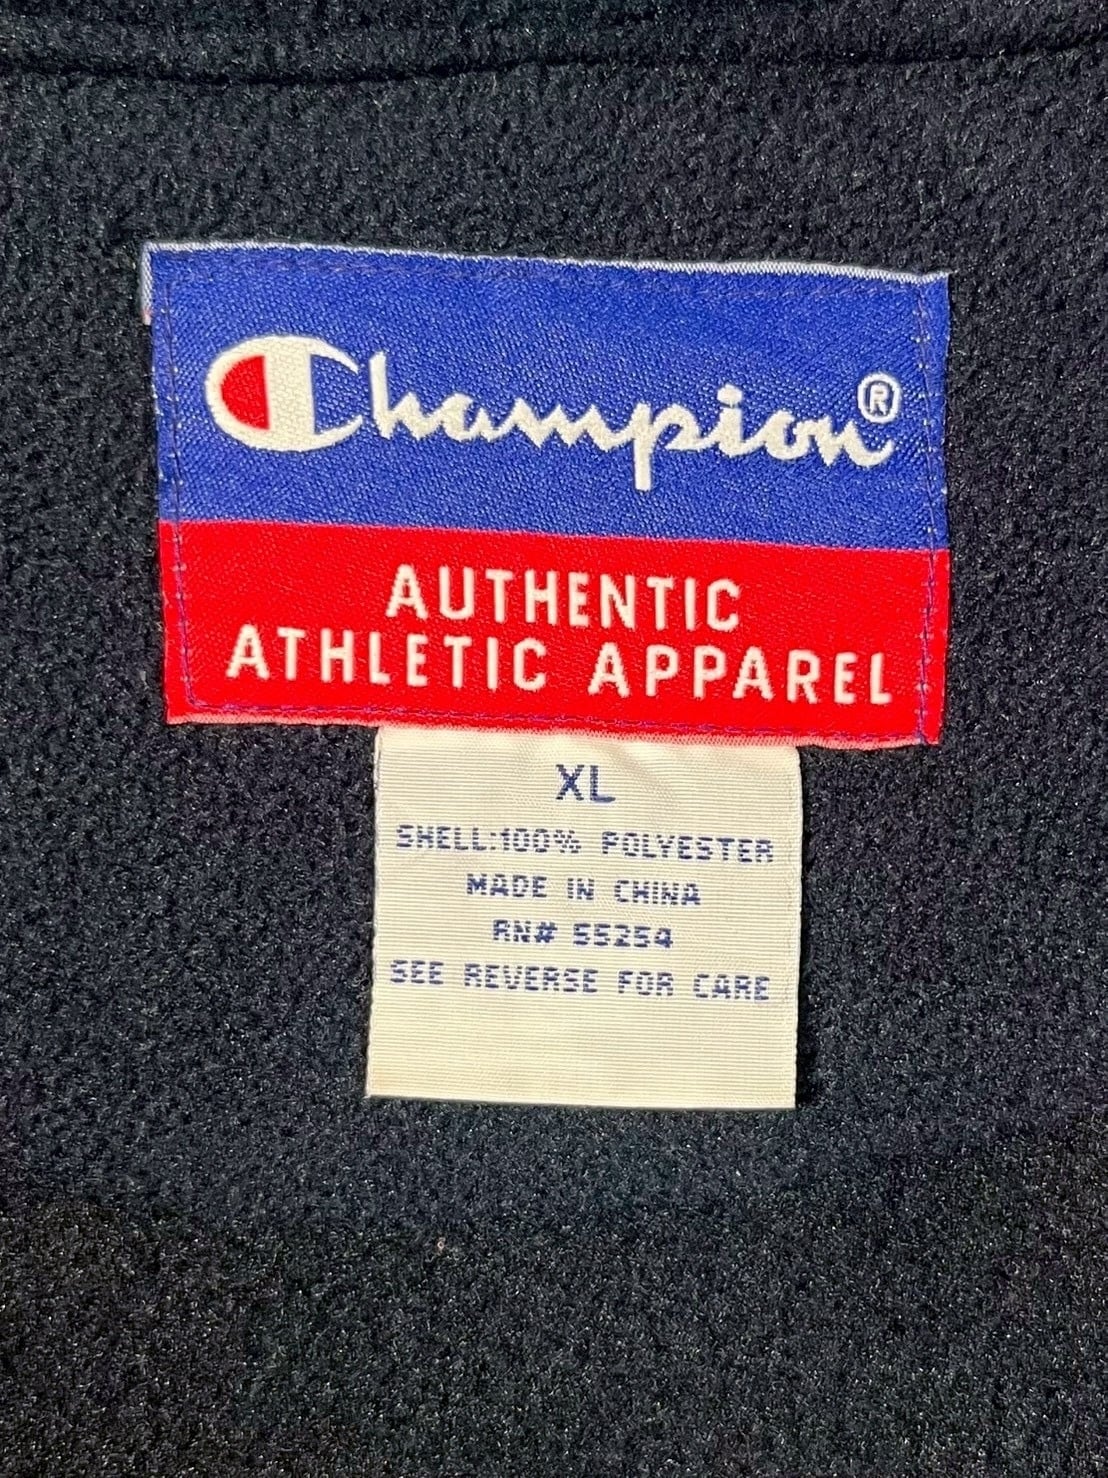 Champion®
AUTHENTIC
ATHLETIC APPAREL
XL
SHELL:100% POLYESTER
MADE IN CHINA
RN# 55254
SEE REVERSE FOR CARE